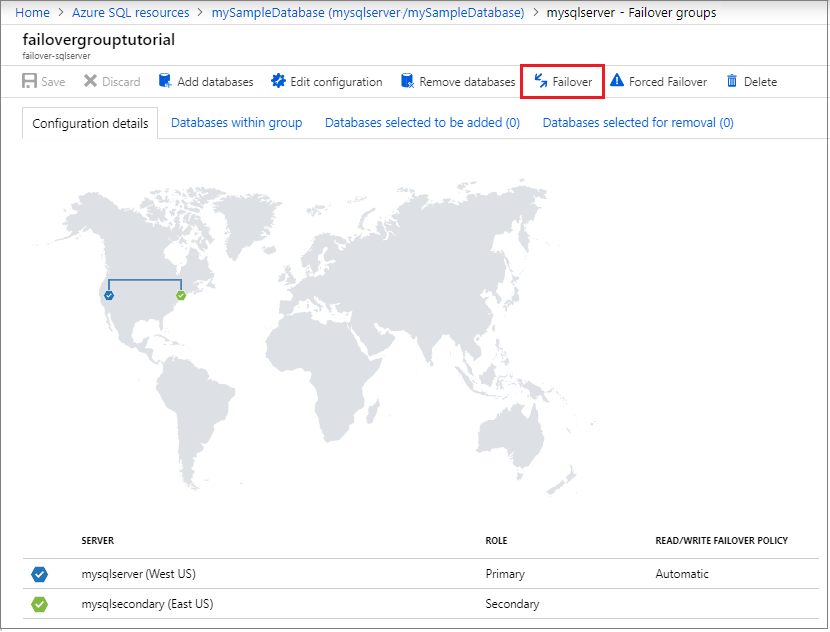 Home > Azure SQL resources > mySampleDatabase (mysqlserver/mySampleDatabase) > mysqlserver - Failover groups
failovergrouptutorial
failover-sqlserver
Save Discard Add databases Edit configuration Remove databases Failover Forced Failover Delete
Configuration details Databases within group Databases selected to be added (0) Databases selected for removal (0)
SERVER ROLE READ/WRITE FAILOVER POLICY
mysqlserver (West US) Primary Automatic
mysqlsecondary (East US) Secondary